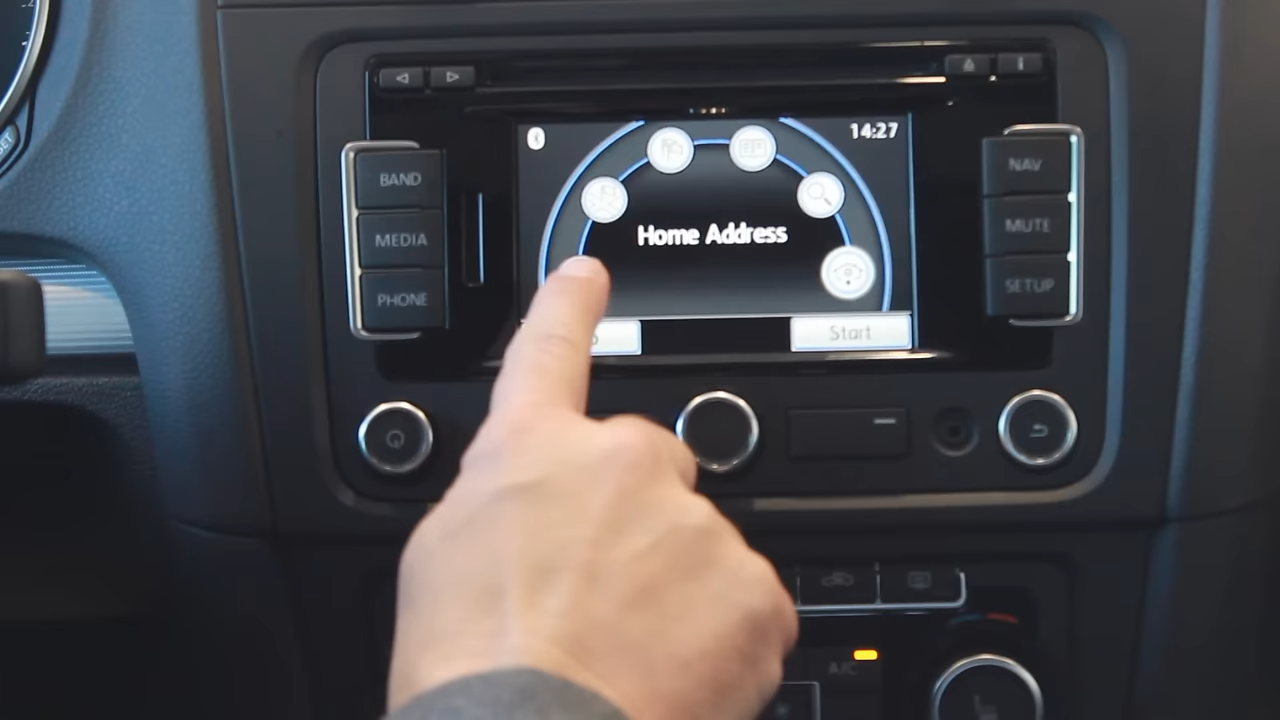 14:27
BAND
NAV
MEDIA
MUTE
Home Address
PHONE
SETUP
Start
A/C